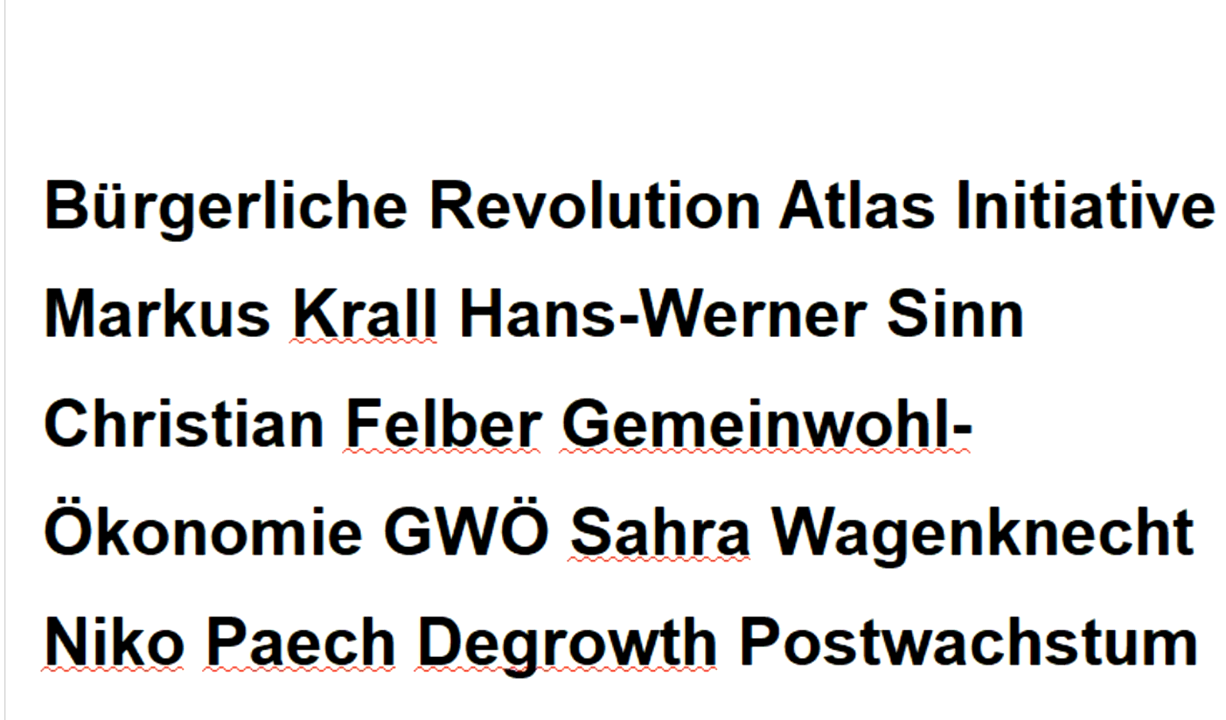 Bürgerliche Revolution Atlas Initiative
Markus Krall Hans-Werner Sinn
Christian Felber Gemeinwohl-
Ökonomie GWÖ Sahra Wagenknecht
Niko Paech Degrowth Postwachstum